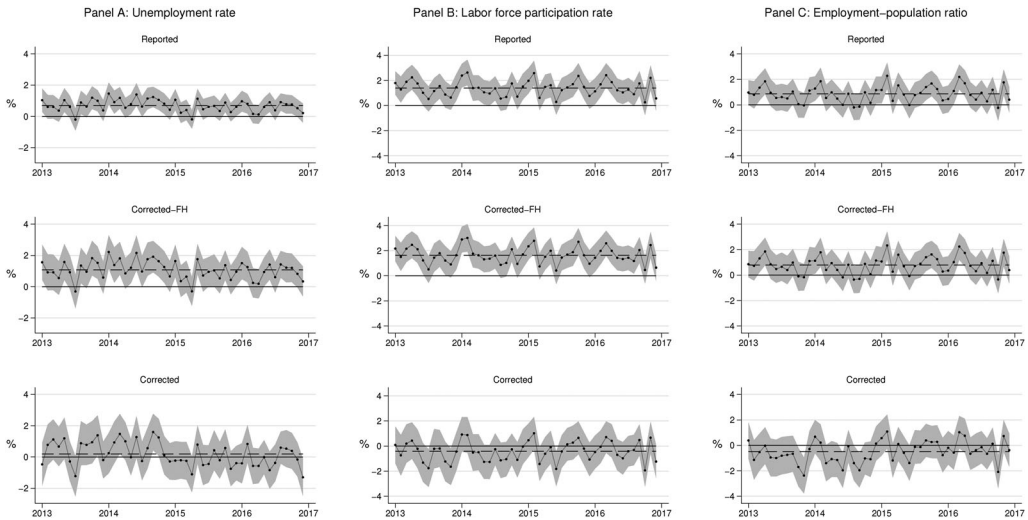 Panel A: Unemployment rate
Reported
4
2
%
0
−2
2013 2014 2015 2016 2017
Corrected−FH
4
2
%
0
−2
2013 2014 2015 2016 2017
Corrected
4
2
%
0
−2
2013 2014 2015 2016 2017
Panel B: Labor force participation rate
Reported
4
2
%
0
−2
−4
2013 2014 2015 2016 2017
Corrected−FH
4
2
%
0
−2
−4
2013 2014 2015 2016 2017
Corrected
4
2
%
0
−2
−4
2013 2014 2015 2016 2017
Panel C: Employment−population ratio
Reported
4
2
%
0
−2
−4
2013 2014 2015 2016 2017
Corrected−FH
4
2
%
0
−2
−4
2013 2014 2015 2016 2017
Corrected
4
2
%
0
−2
−4
2013 2014 2015 2016 2017